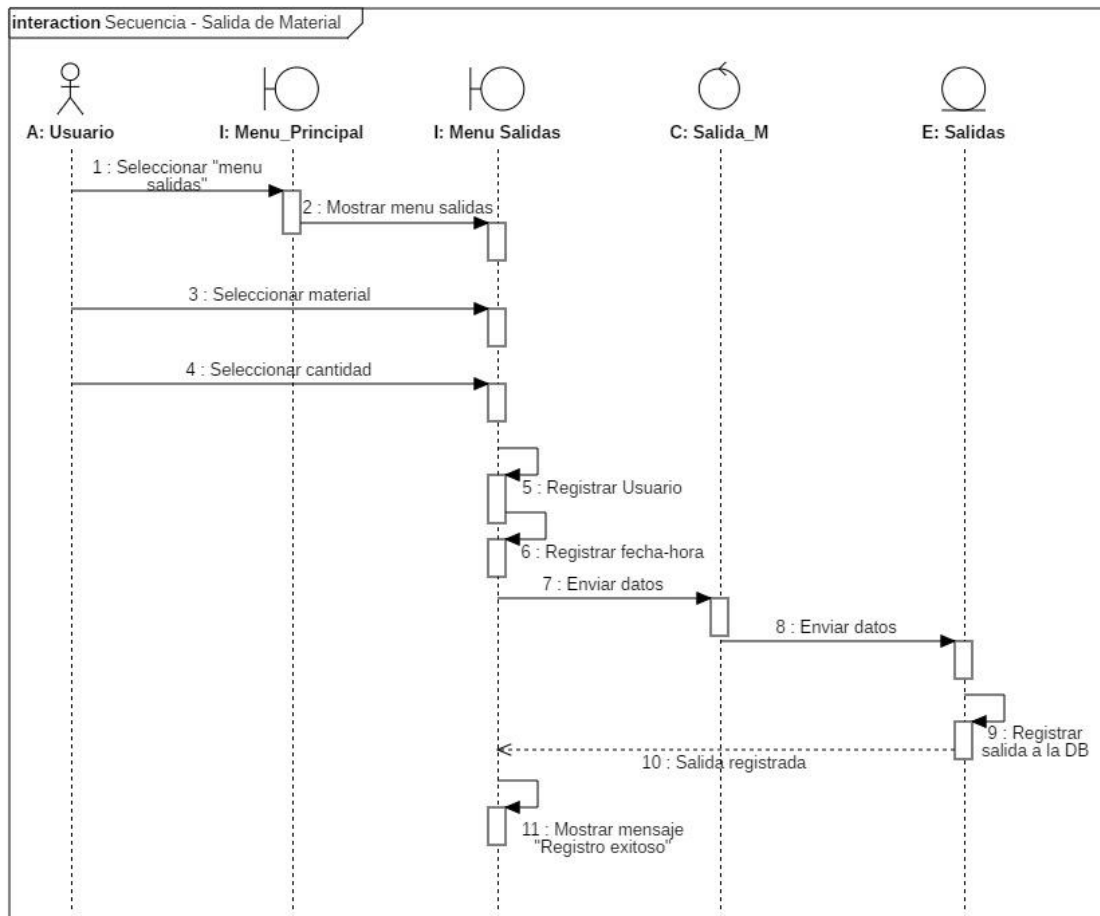 interaction Secuencia - Salida de Material
A: Usuario
I: Menu_Principal
I: Menu Salidas
C: Salida_M
E: Salidas
1 : Seleccionar "menu
salidas"
2 : Mostrar menu salidas
3 : Seleccionar material
4 : Seleccionar cantidad
5 : Registrar Usuario
6 : Registrar fecha-hora
7 : Enviar datos
8 : Enviar datos
9 : Registrar
salida a la DB
10 : Salida registrada
11 : Mostrar mensaje
"Registro exitoso"